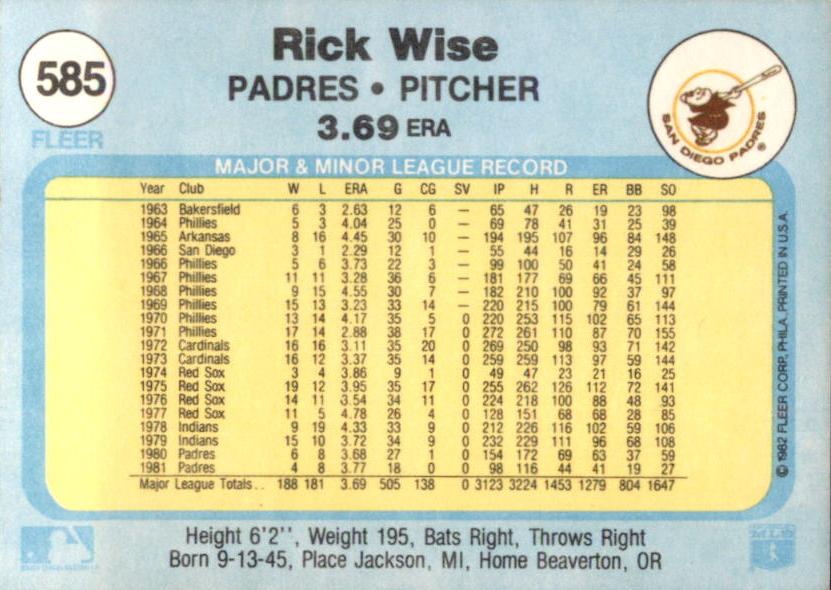 585
FLEER
Rick Wise
PADRES • PITCHER
3.69 ERA
SAN DIEGO PADRES ®
MAJOR & MINOR LEAGUE RECORD
Year Club W L ERA G CG SV IP H R ER BB SO
1963 Bakersfield 6 3 2.63 12 6 — 65 47 26 19 23 98
1964 Phillies 5 3 4.04 25 0 — 69 78 41 31 25 39
1965 Arkansas 8 16 4.45 30 10 — 194 195 107 96 84 148
1966 San Diego 3 1 2.29 12 1 — 55 44 16 14 29 26
1966 Phillies 5 6 3.73 22 3 — 99 100 50 41 24 58
1967 Phillies 11 11 3.28 36 6 — 181 177 69 66 45 111
1968 Phillies 9 15 4.55 30 7 — 182 210 100 92 37 97
1969 Phillies 15 13 3.23 33 14 — 220 215 100 79 61 144
1970 Phillies 13 14 4.17 35 5 0 220 253 115 102 65 113
1971 Phillies 17 14 2.88 38 17 0 272 261 110 87 70 155
1972 Cardinals 16 16 3.11 35 20 0 269 250 98 93 71 142
1973 Cardinals 16 12 3.37 35 14 0 259 259 113 97 59 144
1974 Red Sox 3 4 3.86 9 1 0 49 47 23 21 16 25
1975 Red Sox 19 12 3.95 35 17 0 255 262 126 112 72 141
1976 Red Sox 14 11 3.54 34 11 0 224 218 100 88 48 93
1977 Red Sox 11 5 4.78 26 4 0 128 151 68 68 28 85
1978 Indians 9 19 4.33 33 9 0 212 226 116 102 59 106
1979 Indians 15 10 3.72 34 9 0 232 229 111 96 68 108
1980 Padres 6 8 3.68 27 1 0 154 172 69 63 37 59
1981 Padres 4 8 3.77 18 0 0 98 116 44 41 19 27
Major League Totals.. 188 181 3.69 505 138 0 3123 3224 1453 1279 804 1647
© 1982 FLEER CORP., PHILA. PRINTED IN U.S.A.
Height 6'2'', Weight 195, Bats Right, Throws Right
Born 9-13-45, Place Jackson, MI, Home Beaverton, OR